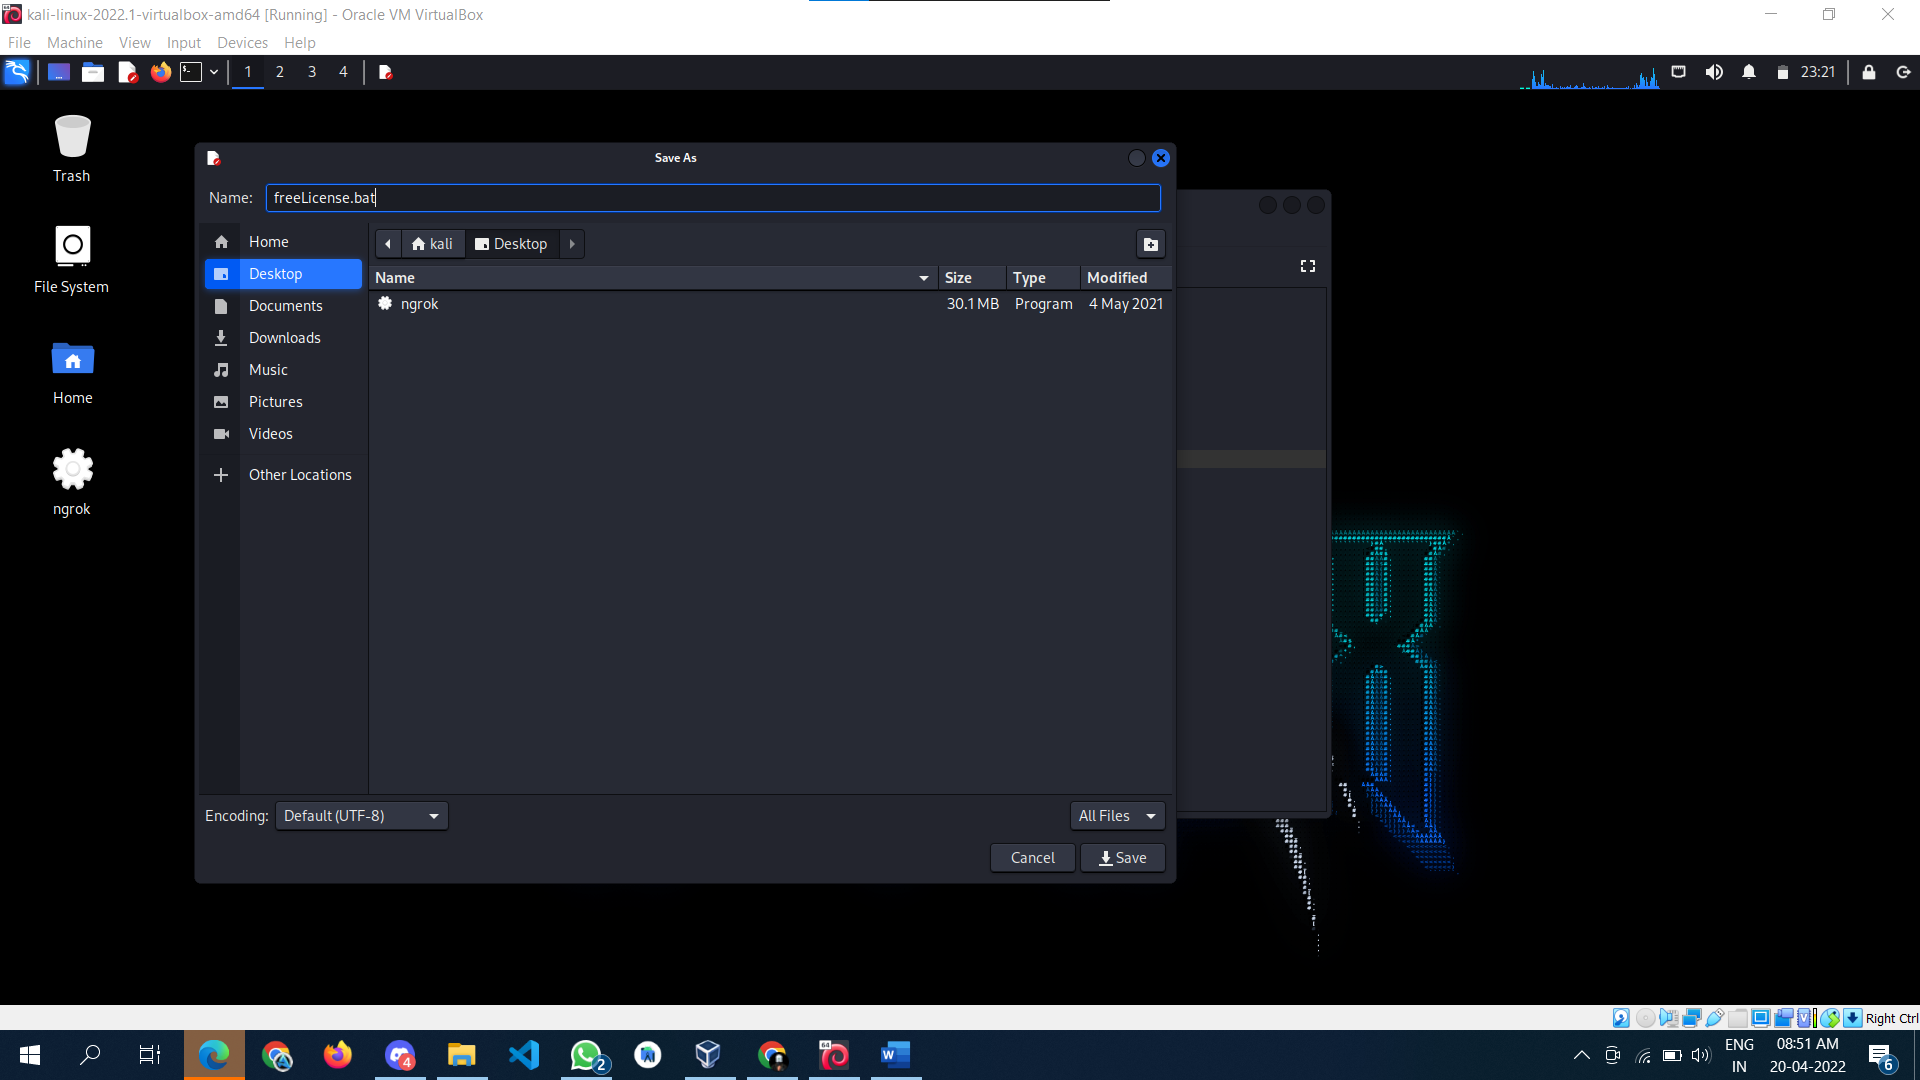 kali-linux-2022.1-virtualbox-amd64 [Running] - Oracle VM VirtualBox
File Machine View Input Devices Help
1 2 3 4
23:21
Trash
File System
Home
ngrok
Save As
Name: freeLicense.bat
Home
Desktop
Documents
Downloads
Music
Pictures
Videos
Other Locations
kali Desktop
Name Size Type Modified
ngrok 30.1 MB Program 4 May 2021
Encoding: Default (UTF-8)
All Files
Cancel Save
Right Ctrl
4
2
ENG
IN
08:51 AM
20-04-2022
6